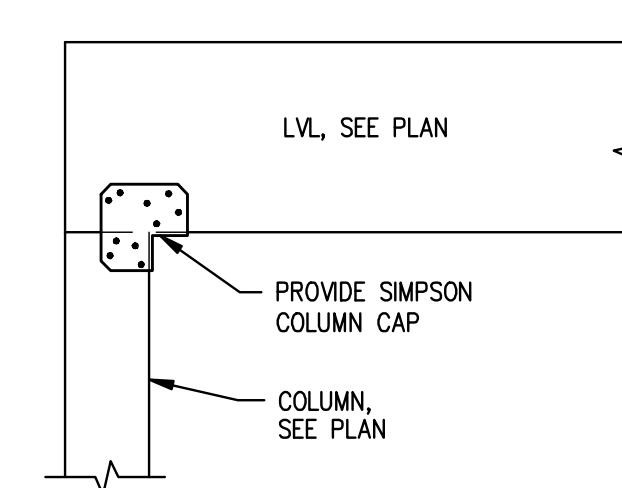 LVL, SEE PLAN
PROVIDE SIMPSON
COLUMN CAP
COLUMN,
SEE PLAN